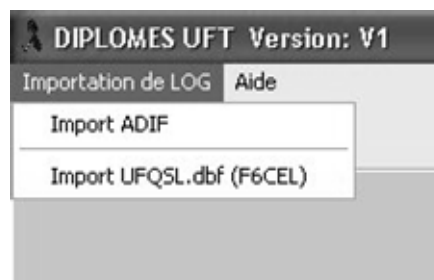 DIPLOMES UFT Version: V1
Importation de LOG Aide
Import ADIF
Import UFQSL.dbf (F6CEL)